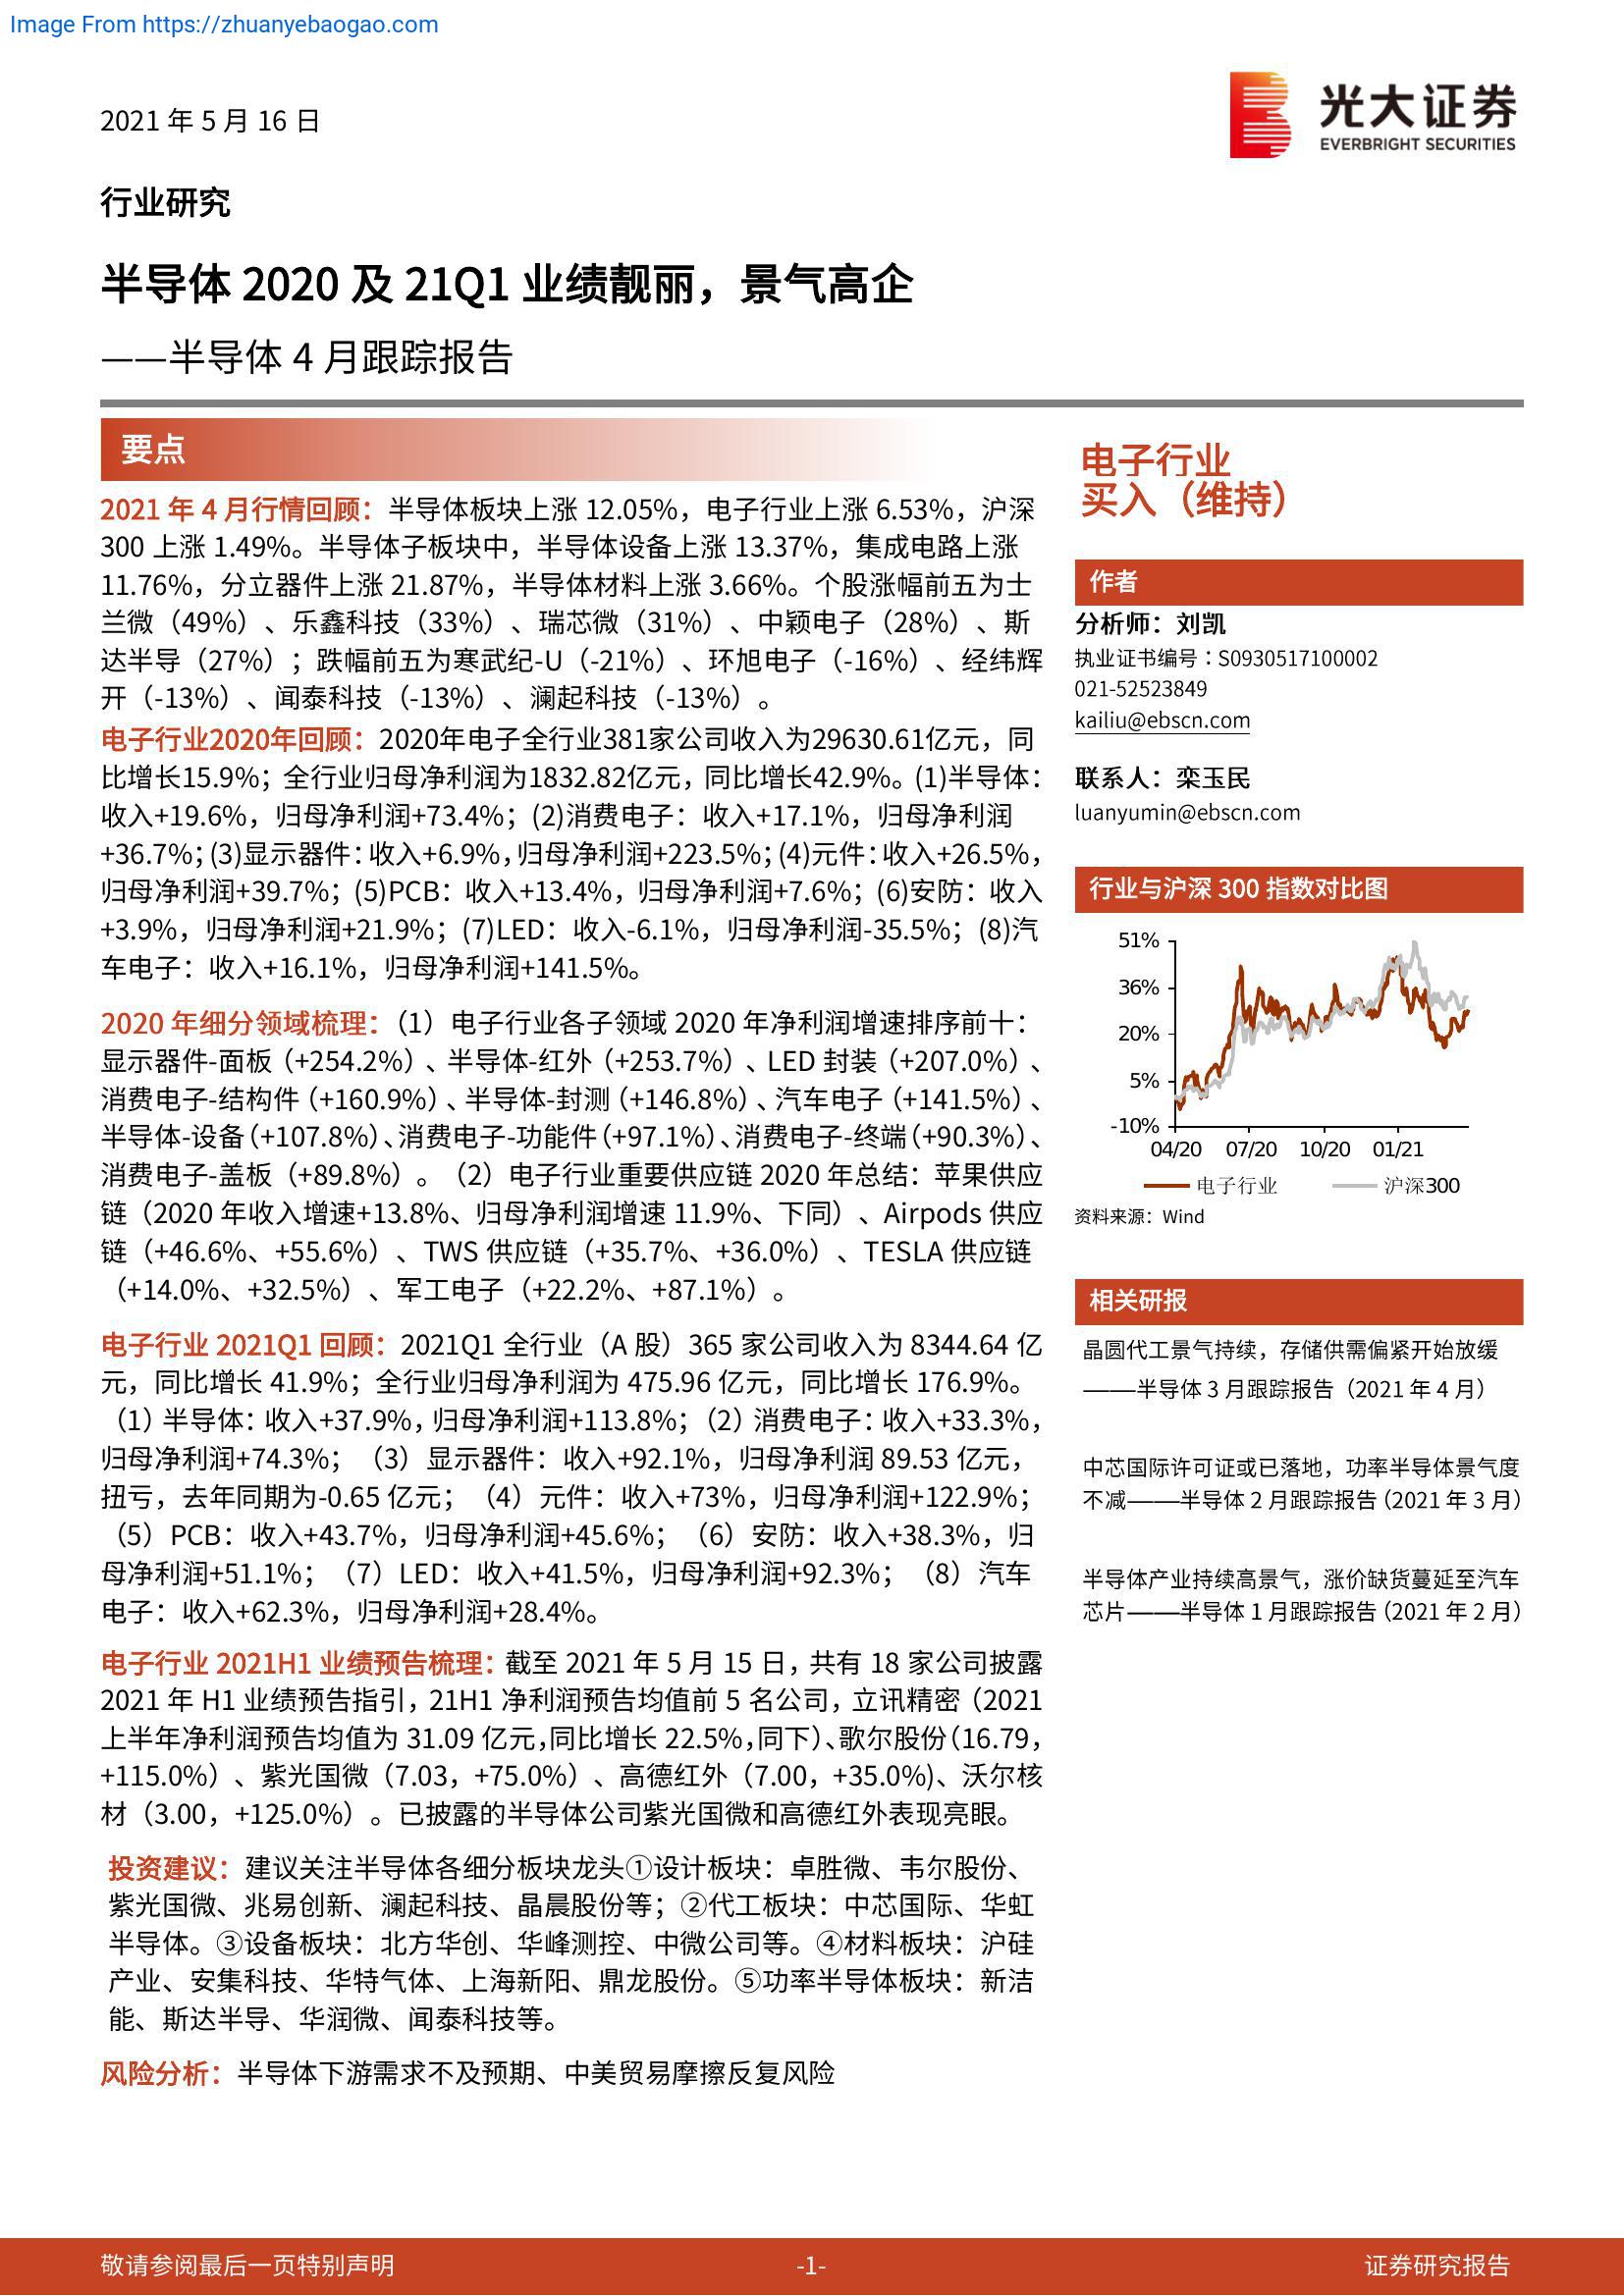 Image From https://zhuanyebaogao.com
2021 年 5 月 16 日
光大证券
EVERBRIGHT SECURITIES
行业研究
半导体 2020 及 21Q1 业绩靓丽，景气高企
——半导体 4 月跟踪报告
要点
2021 年 4 月行情回顾：半导体板块上涨 12.05%，电子行业上涨 6.53%，沪深
300 上涨 1.49%。半导体子板块中，半导体设备上涨 13.37%，集成电路上涨
11.76%，分立器件上涨 21.87%，半导体材料上涨 3.66%。个股涨幅前五为士
兰微（49%）、乐鑫科技（33%）、瑞芯微（31%）、中颖电子（28%）、斯
达半导（27%）；跌幅前五为寒武纪-U（-21%）、环旭电子（-16%）、经纬辉
开（-13%）、闻泰科技（-13%）、澜起科技（-13%）。
电子行业2020年回顾：2020年电子全行业381家公司收入为29630.61亿元，同
比增长15.9%；全行业归母净利润为1832.82亿元，同比增长42.9%。(1)半导体：
收入+19.6%，归母净利润+73.4%；(2)消费电子：收入+17.1%，归母净利润
+36.7%；(3)显示器件：收入+6.9%，归母净利润+223.5%；(4)元件：收入+26.5%，
归母净利润+39.7%；(5)PCB：收入+13.4%，归母净利润+7.6%；(6)安防：收入
+3.9%，归母净利润+21.9%；(7)LED：收入-6.1%，归母净利润-35.5%；(8)汽
车电子：收入+16.1%，归母净利润+141.5%。
2020 年细分领域梳理：（1）电子行业各子领域 2020 年净利润增速排序前十：
显示器件-面板（+254.2%）、半导体-红外（+253.7%）、LED 封装（+207.0%）、
消费电子-结构件（+160.9%）、半导体-封测（+146.8%）、汽车电子（+141.5%）、
半导体-设备（+107.8%）、消费电子-功能件（+97.1%）、消费电子-终端（+90.3%）、
消费电子-盖板（+89.8%）。（2）电子行业重要供应链 2020 年总结：苹果供应
链（2020 年收入增速+13.8%、归母净利润增速 11.9%、下同）、Airpods 供应
链（+46.6%、+55.6%）、TWS 供应链（+35.7%、+36.0%）、TESLA 供应链
（+14.0%、+32.5%）、军工电子（+22.2%、+87.1%）。
电子行业 2021Q1 回顾：2021Q1 全行业（A 股）365 家公司收入为 8344.64 亿
元，同比增长 41.9%；全行业归母净利润为 475.96 亿元，同比增长 176.9%。
（1）半导体：收入+37.9%，归母净利润+113.8%；（2）消费电子：收入+33.3%，
归母净利润+74.3%；（3）显示器件：收入+92.1%，归母净利润 89.53 亿元，
扭亏，去年同期为-0.65 亿元；（4）元件：收入+73%，归母净利润+122.9%；
（5）PCB：收入+43.7%，归母净利润+45.6%；（6）安防：收入+38.3%，归
母净利润+51.1%；（7）LED：收入+41.5%，归母净利润+92.3%；（8）汽车
电子：收入+62.3%，归母净利润+28.4%。
电子行业 2021H1 业绩预告梳理：截至 2021 年 5 月 15 日，共有 18 家公司披露
2021 年 H1 业绩预告指引，21H1 净利润预告均值前 5 名公司，立讯精密（2021
上半年净利润预告均值为 31.09 亿元，同比增长 22.5%，同下）、歌尔股份（16.79，
+115.0%）、紫光国微（7.03，+75.0%）、高德红外（7.00，+35.0%)、沃尔核
材（3.00，+125.0%）。已披露的半导体公司紫光国微和高德红外表现亮眼。
投资建议：建议关注半导体各细分板块龙头①设计板块：卓胜微、韦尔股份、
紫光国微、兆易创新、澜起科技、晶晨股份等；②代工板块：中芯国际、华虹
半导体。③设备板块：北方华创、华峰测控、中微公司等。④材料板块：沪硅
产业、安集科技、华特气体、上海新阳、鼎龙股份。⑤功率半导体板块：新洁
能、斯达半导、华润微、闻泰科技等。
风险分析：半导体下游需求不及预期、中美贸易摩擦反复风险
电子行业
买入（维持）
作者
分析师：刘凯
执业证书编号：S0930517100002
021-52523849
kailiu@ebscn.com
联系人：栾玉民
luanyumin@ebscn.com
行业与沪深 300 指数对比图
51%
36%
20%
5%
-10%
04/20 07/20 10/20 01/21
电子行业 沪深300
资料来源：Wind
相关研报
晶圆代工景气持续，存储供需偏紧开始放缓
——半导体 3 月跟踪报告（2021 年 4 月）
中芯国际许可证或已落地，功率半导体景气度
不减——半导体 2 月跟踪报告（2021 年 3 月）
半导体产业持续高景气，涨价缺货蔓延至汽车
芯片——半导体 1 月跟踪报告（2021 年 2 月）
敬请参阅最后一页特别声明
-1-
证券研究报告